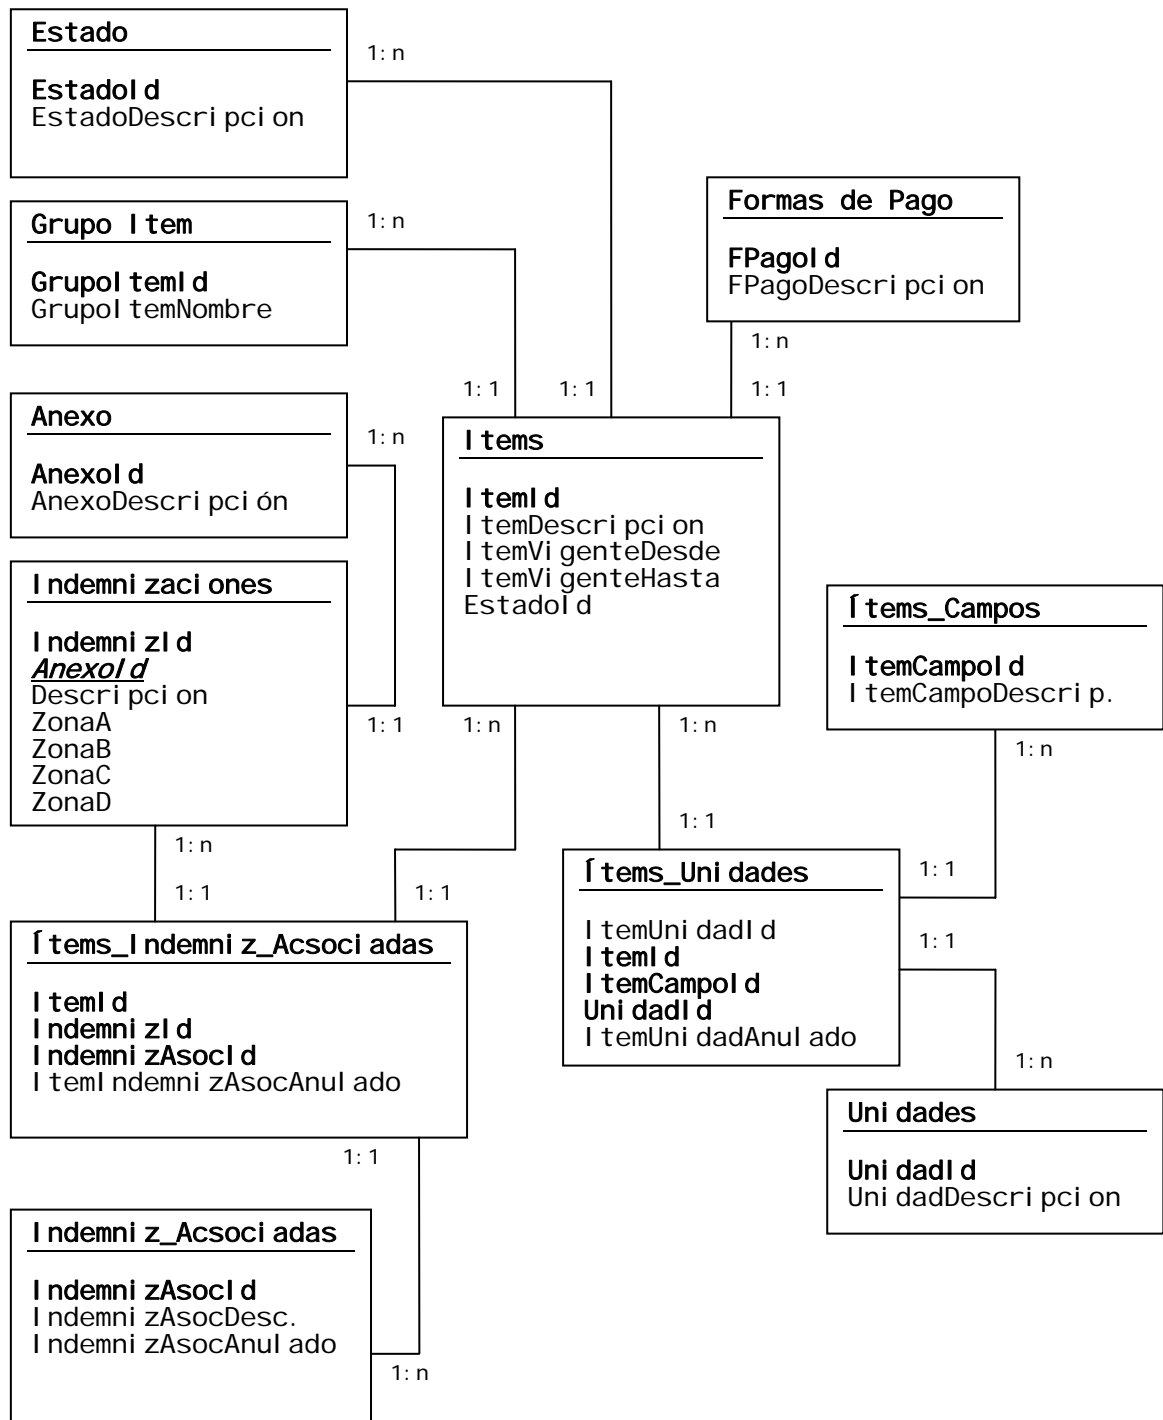 Estado
EstadoId
EstadoDescripcion
1:n
Grupo Item
GrupoItemId
GrupoItemNombre
1:n
Formas de Pago
FPagoId
FPagoDescripcion
1:n
1:1
1:1
1:1
Anexo
AnexoId
AnexoDescripción
1:n
Items
ItemId
ItemDescripcion
ItemVigenteDesde
ItemVigenteHasta
EstadoId
Indemnizaciones
IndemnizId
AnexoId
Descripcion
ZonaA
ZonaB
ZonaC
ZonaD
1:1
1:n
1:n
Ítems_Campos
ItemCampoId
ItemCampoDescrip.
1:n
1:n
1:1
1:1
1:1
Ítems_Unidades
ItemUnidadId
ItemId
ItemCampoId
UnidadId
ItemUnidadAnulado
1:1
1:1
1:n
Ítems_Indemniz_Acsociadas
ItemId
IndemnizId
IndemnizAsocId
ItemIndemnizAsocAnulado
1:1
Unidades
UnidadId
UnidadDescripcion
Indemniz_Acsociadas
IndemnizAsocId
IndemnizAsocDesc.
IndemnizAsocAnulado
1:n